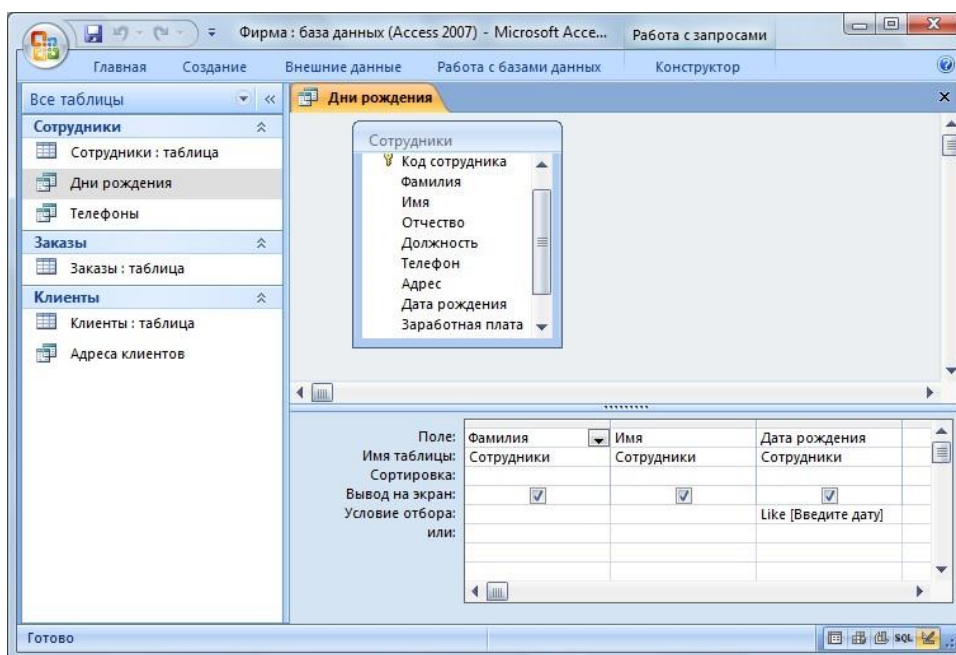 Фирма : база данных (Access 2007) - Microsoft Acce...
Работа с запросами
Главная Создание Внешние данные Работа с базами данных Конструктор
Все таблицы
Дни рождения
Сотрудники
Сотрудники : таблица
Дни рождения
Телефоны
Заказы
Заказы : таблица
Клиенты
Клиенты : таблица
Адреса клиентов
Сотрудники
Код сотрудника
Фамилия
Имя
Отчество
Должность
Телефон
Адрес
Дата рождения
Заработная плата
Поле: Фамилия Имя Дата рождения
Имя таблицы: Сотрудники Сотрудники Сотрудники
Сортировка:
Вывод на экран:
Условие отбора: Like [Введите дату]
или:
Готово
SQL